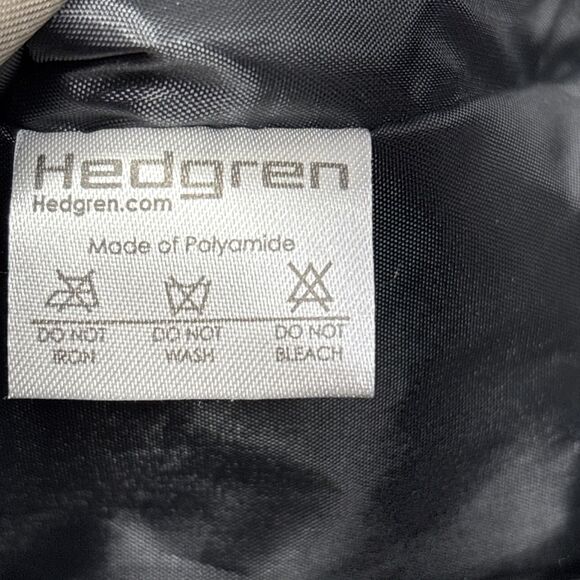 Hedgren
Hedgren.com
Made of Polyamide
DO NOT DO NOT DO NOT
IRON WASH BLEACH